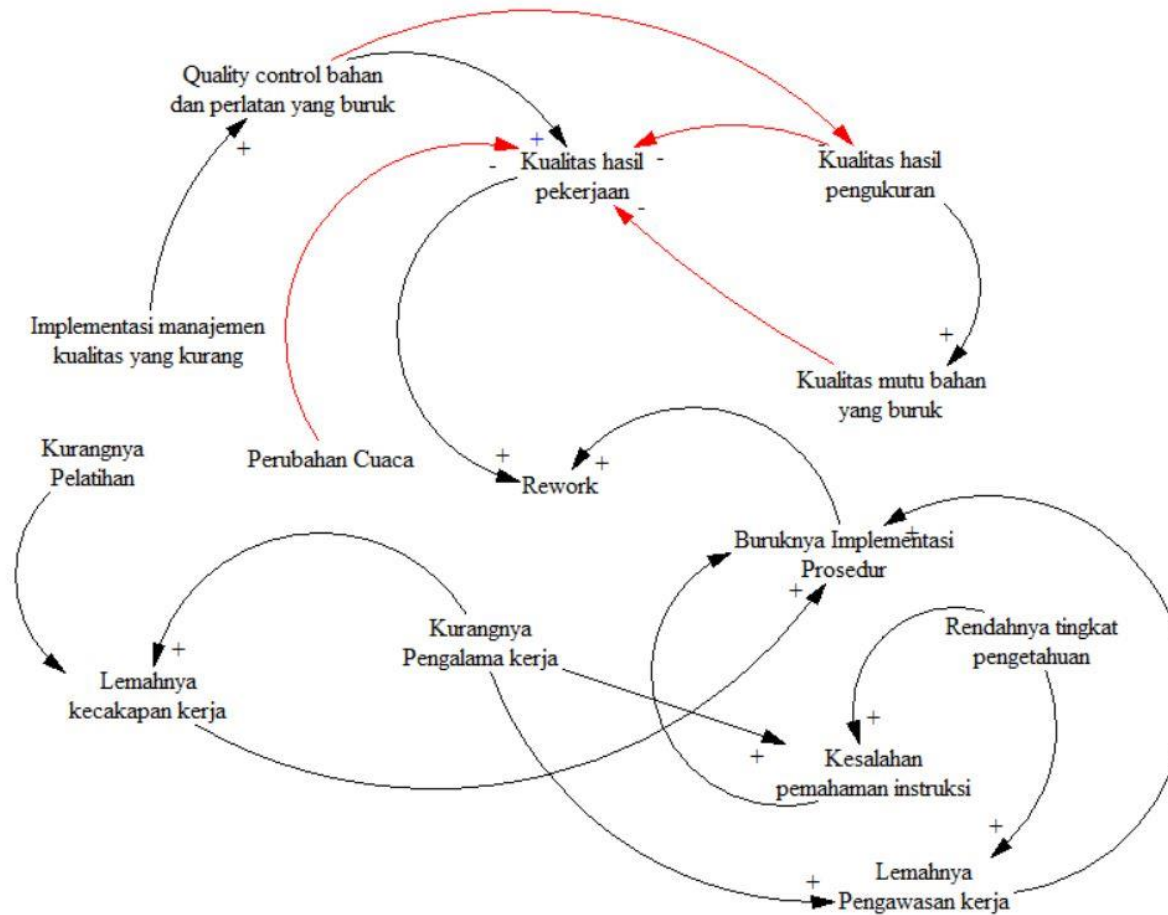 Quality control bahan
dan perlatan yang buruk
+
+
-
Kualitas hasil
pekerjaan
-
-
-
Kualitas hasil
pengukuran
Implementasi manajemen
kualitas yang kurang
+
Kualitas mutu bahan
yang buruk
Kurangnya
Pelatihan
Perubahan Cuaca
+
+
Rework
+
Buruknya Implementasi
Prosedur
+
Kurangnya
Pengalama kerja
Rendahnya tingkat
pengetahuan
+
Lemahnya
kecakapan kerja
+
+
Kesalahan
pemahaman instruksi
+
+
Lemahnya
Pengawasan kerja